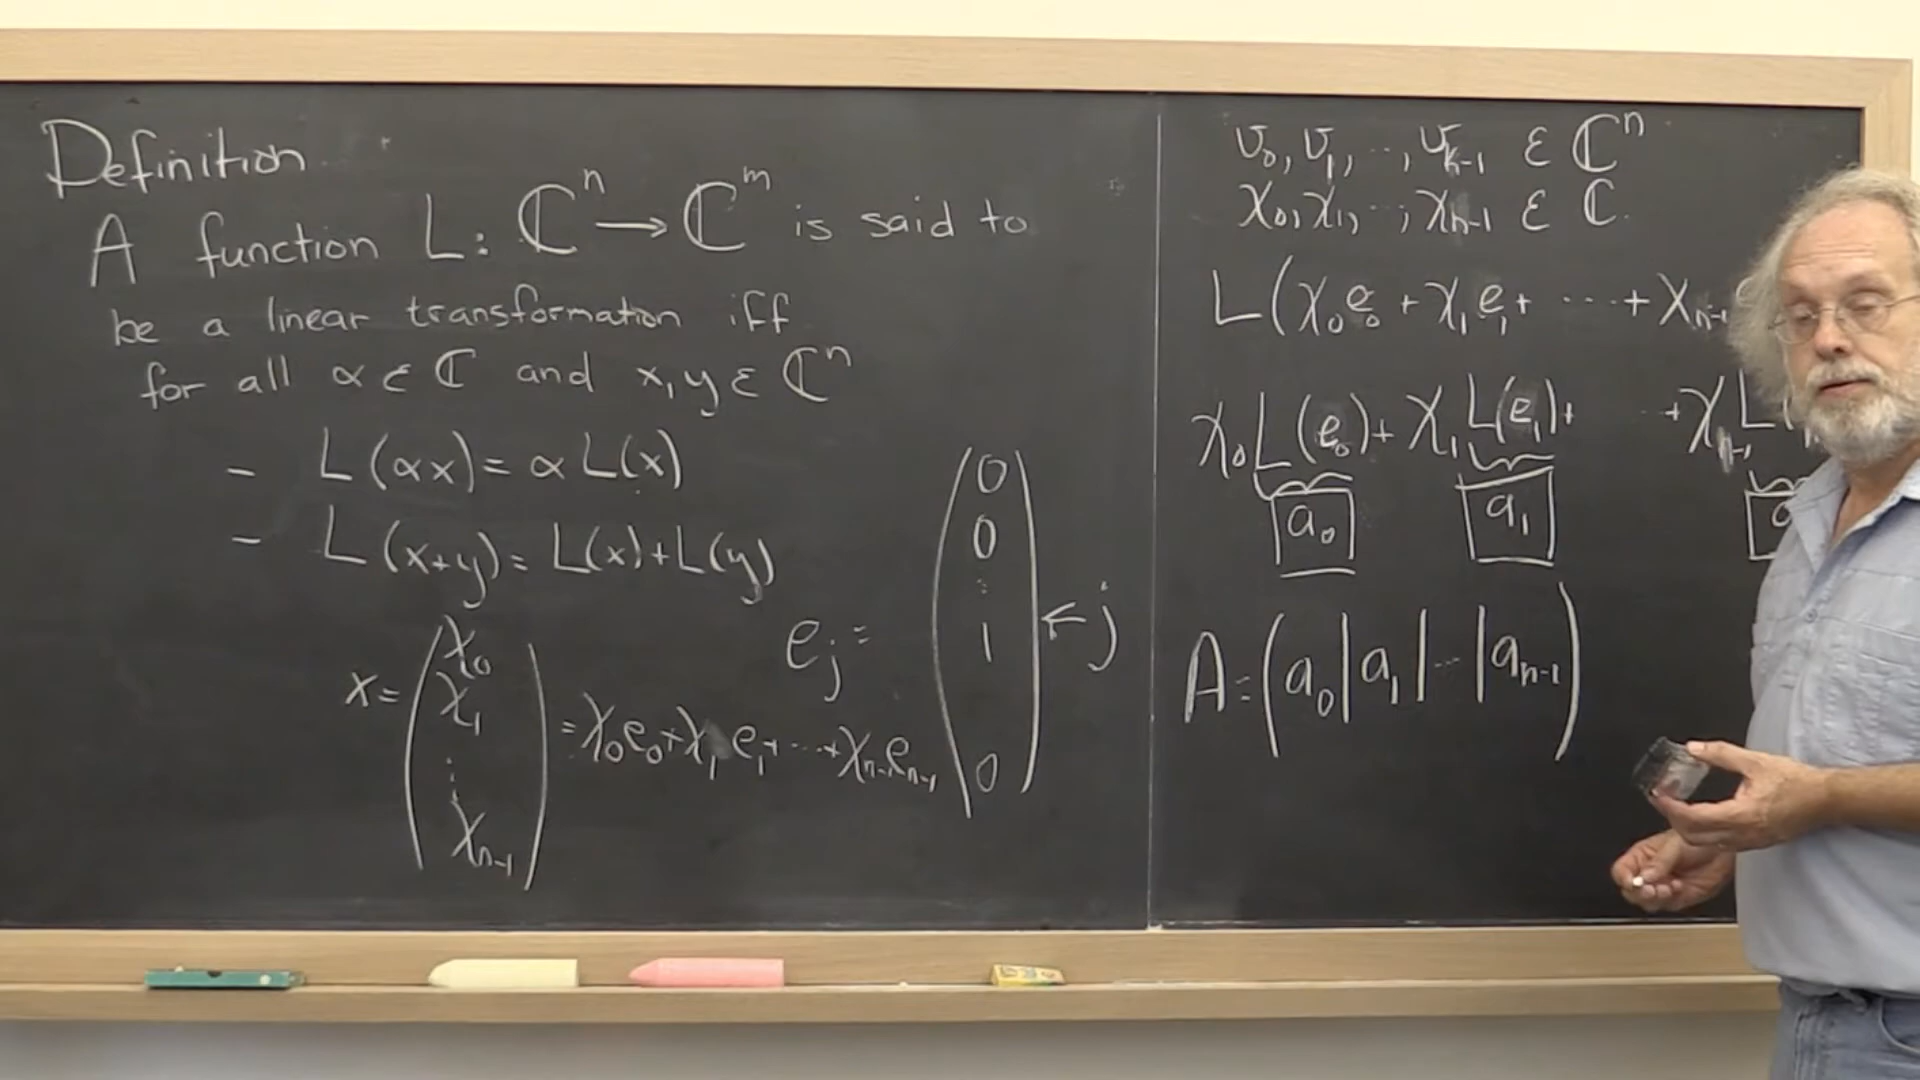 Definition
A function L: ℂⁿ → ℂᵐ is said to
be a linear transformation iff
for all α ∈ ℂ and x, y ∈ ℂⁿ
- L(αx) = αL(x)
- L(x+y) = L(x)+L(y)
x = (χ₀ χ₁ ⋮ χₙ₋₁) = χ₀e₀+χ₁e₁+⋯+χₙ₋₁eₙ₋₁
eⱼ = (0 0 ⋮ 1 0) ← j
v₀, v₁, ⋯, vₖ₋₁ ∈ ℂⁿ
χ₀, χ₁, ⋯, χₙ₋₁ ∈ ℂ.
L(χ₀e₀ + χ₁e₁ + ⋯ + χₙ₋₁
χ₀L(e₀) + χ₁L(e₁) + ⋯ + χₙ₋₁L(
a₀ a₁
A = (a₀|a₁|⋯|aₙ₋₁)